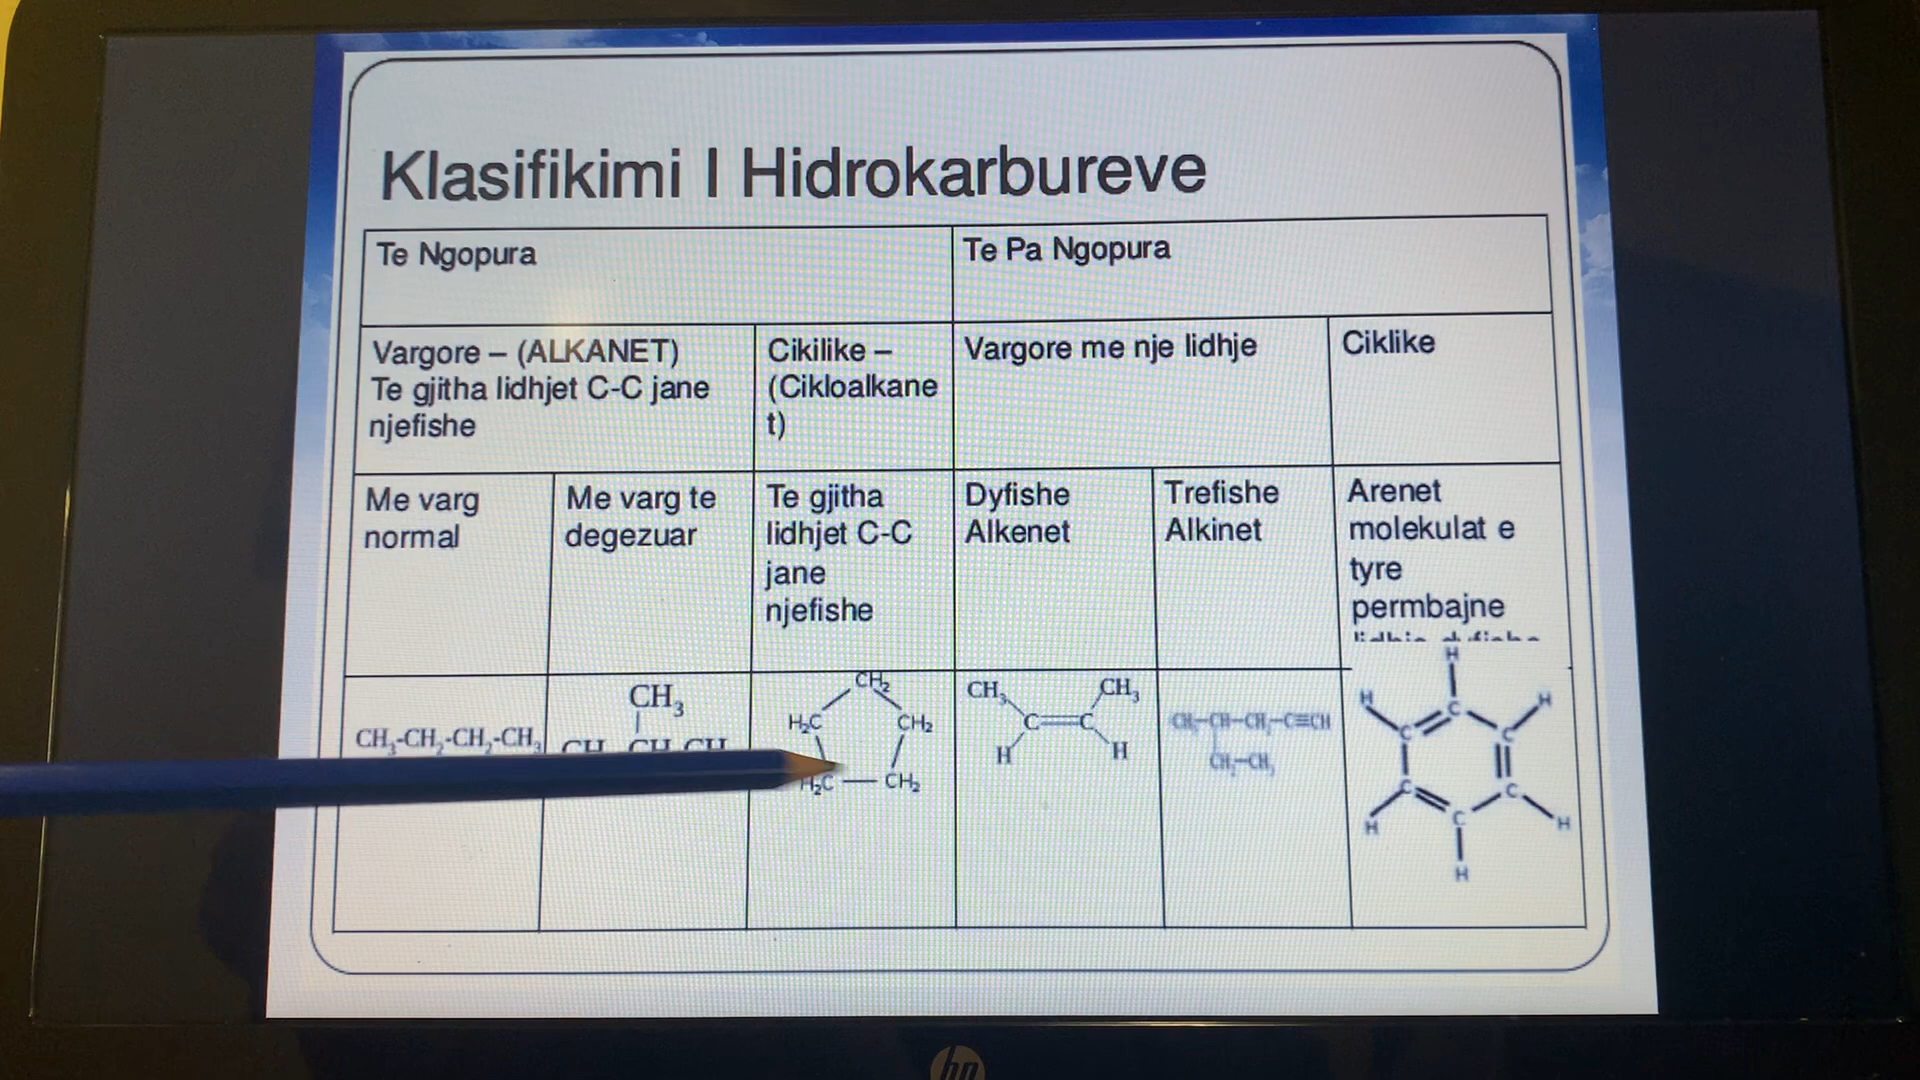 Klasifikimi I Hidrokarbureve
Te Ngopura
Te Pa Ngopura
Vargore – (ALKANET)
Te gjitha lidhjet C-C jane
njefishe
Cikilike –
(Cikloalkane
t)
Vargore me nje lidhje
Ciklike
Me varg
normal
Me varg te
degezuar
Te gjitha
lidhjet C-C
jane
njefishe
Dyfishe
Alkenet
Trefishe
Alkinet
Arenet
molekulat e
tyre
permbajne
CH₃-CH₂-CH₂-CH₃
CH₃
CH₂
H₂C
CH₂
H₂C — CH₂
CH₃
CH₃
C=C
H
H
H
H
C
H
C
C
C
C
C
H
H
H
hp